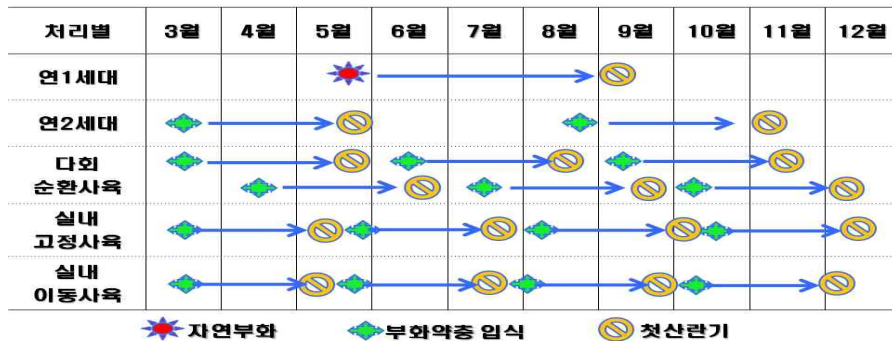 처리별 3월 4월 5월 6월 7월 8월 9월 10월 11월 12월
연1세대
연2세대
다회
순환사육
실내
고정사육
실내
이동사육
자연부화 부화약충 입식 첫산란기